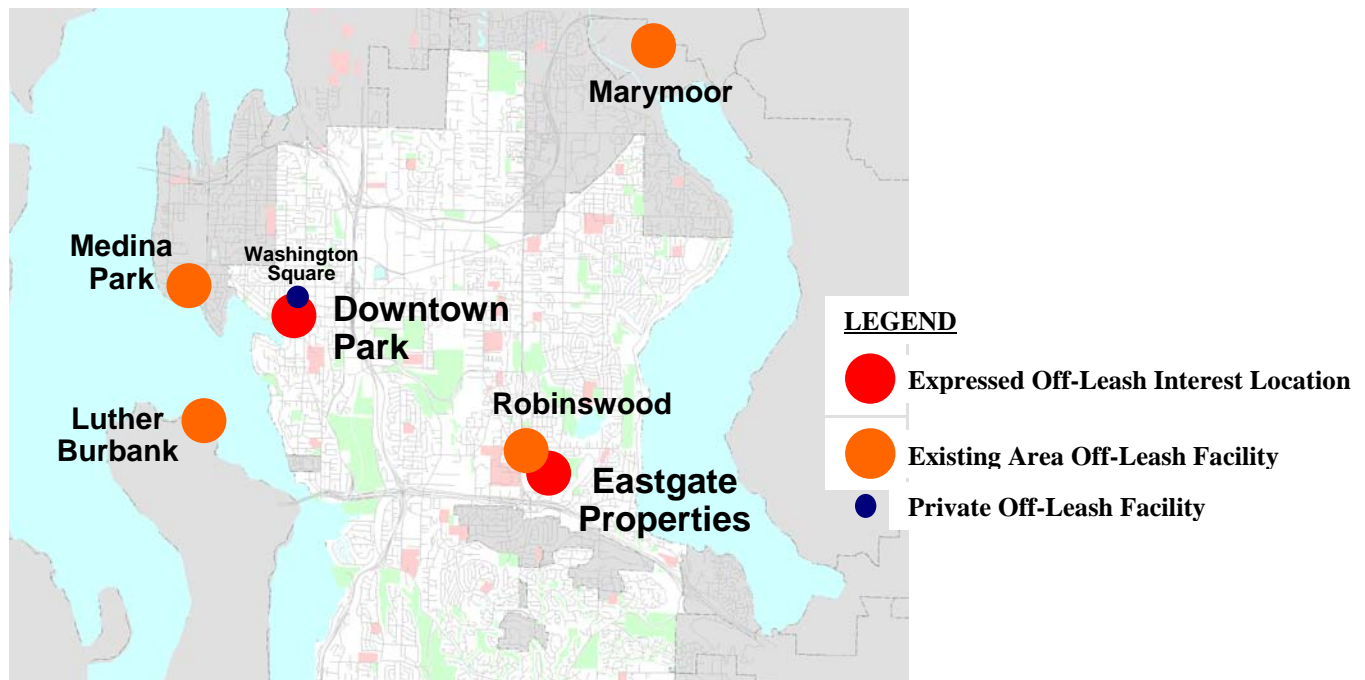 Marymoor
Medina
Park
Washington
Square
Downtown
Park
Luther
Burbank
Robinswood
Eastgate
Properties
LEGEND
Expressed Off-Leash Interest Location
Existing Area Off-Leash Facility
Private Off-Leash Facility